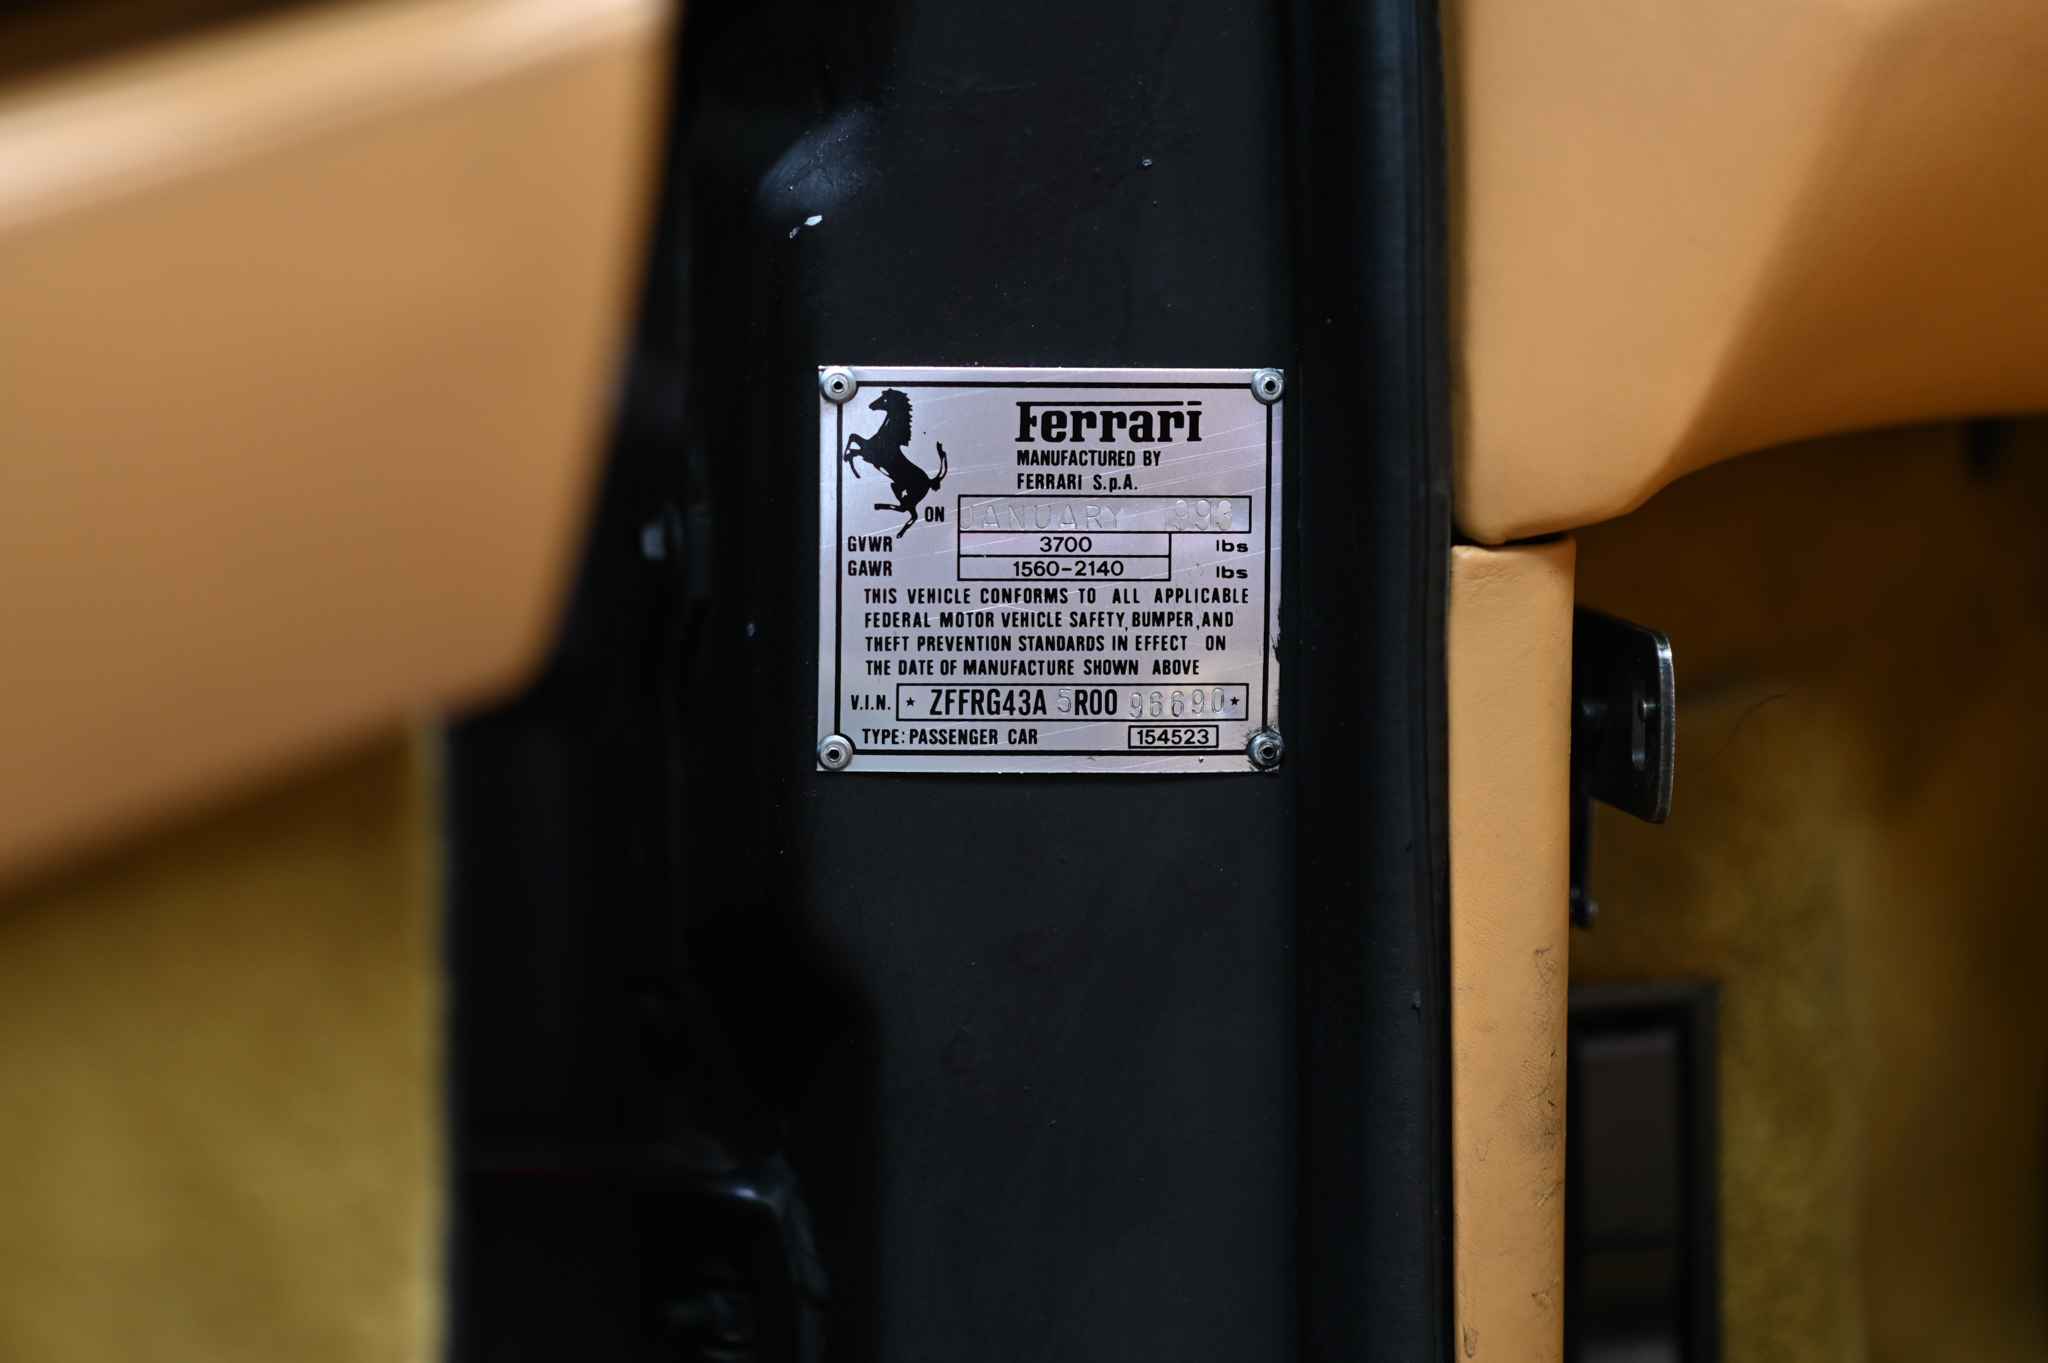 Ferrari
MANUFACTURED BY
FERRARI S.p.A.
ON JANUARY 1993
GVWR 3700 lbs
GAWR 1560-2140 lbs
THIS VEHICLE CONFORMS TO ALL APPLICABLE
FEDERAL MOTOR VEHICLE SAFETY, BUMPER, AND
THEFT PREVENTION STANDARDS IN EFFECT ON
THE DATE OF MANUFACTURE SHOWN ABOVE
V.I.N. * ZFFRG43A 5R00 96690 *
TYPE: PASSENGER CAR 154523